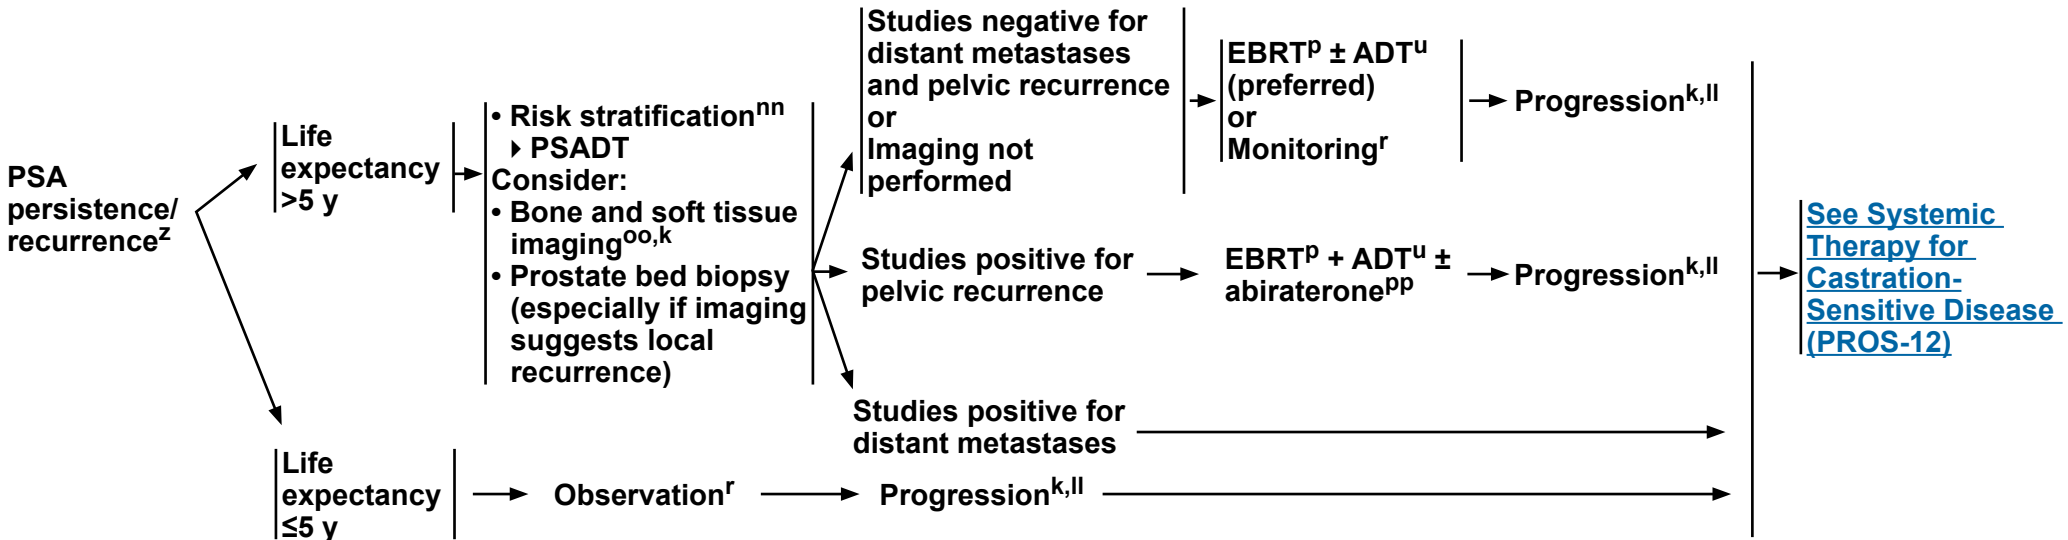 PSA
persistence/
recurrenceᶻ
Life
expectancy
>5 y
• Risk stratificationⁿⁿ
▸ PSADT
Consider:
• Bone and soft tissue
imagingᵒᵒ,ᵏ
• Prostate bed biopsy
(especially if imaging
suggests local
recurrence)
Studies negative for
distant metastases
and pelvic recurrence
or
Imaging not
performed
EBRTᵖ ± ADTᵘ
(preferred)
or
Monitoringʳ
Progressionᵏ,ˡˡ
Studies positive for
pelvic recurrence
EBRTᵖ + ADTᵘ ±
abirateroneᵖᵖ
Progressionᵏ,ˡˡ
Studies positive for
distant metastases
Life
expectancy
≤5 y
Observationʳ
Progressionᵏ,ˡˡ
See Systemic
Therapy for
Castration-
Sensitive Disease
(PROS-12)